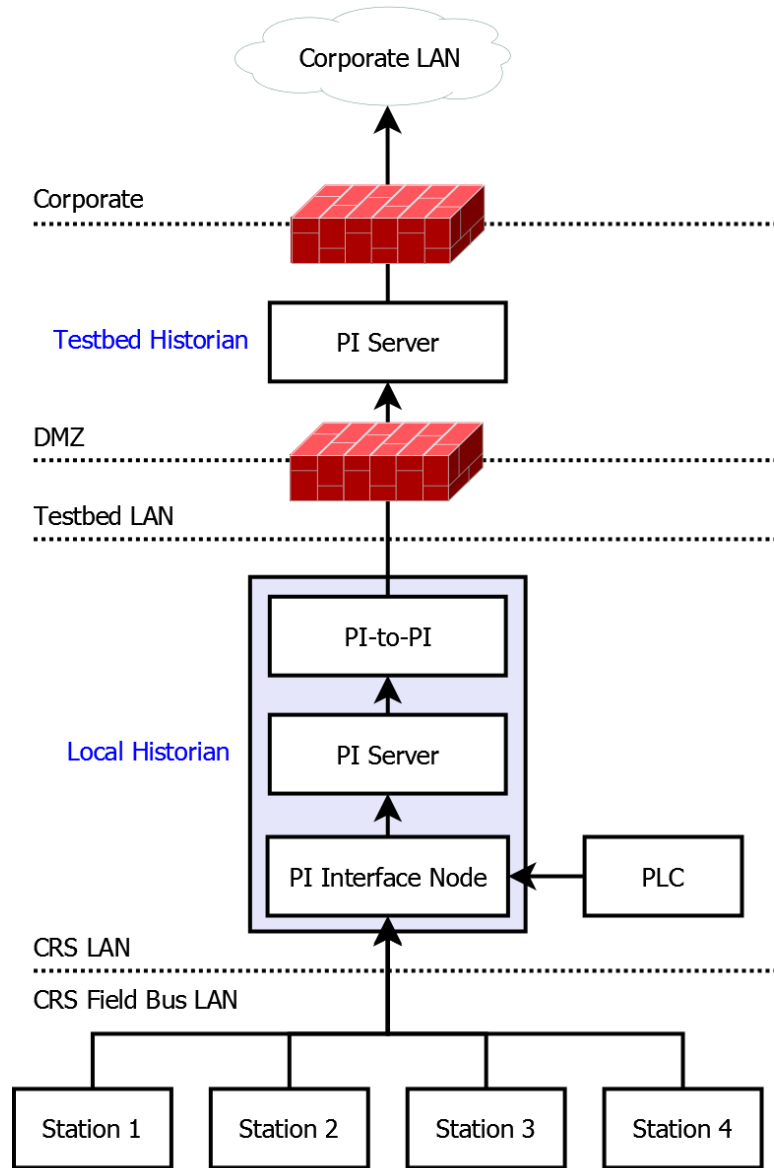 Corporate LAN
Corporate
Testbed Historian
PI Server
DMZ
Testbed LAN
PI-to-PI
Local Historian
PI Server
PI Interface Node
PLC
CRS LAN
CRS Field Bus LAN
Station 1
Station 2
Station 3
Station 4